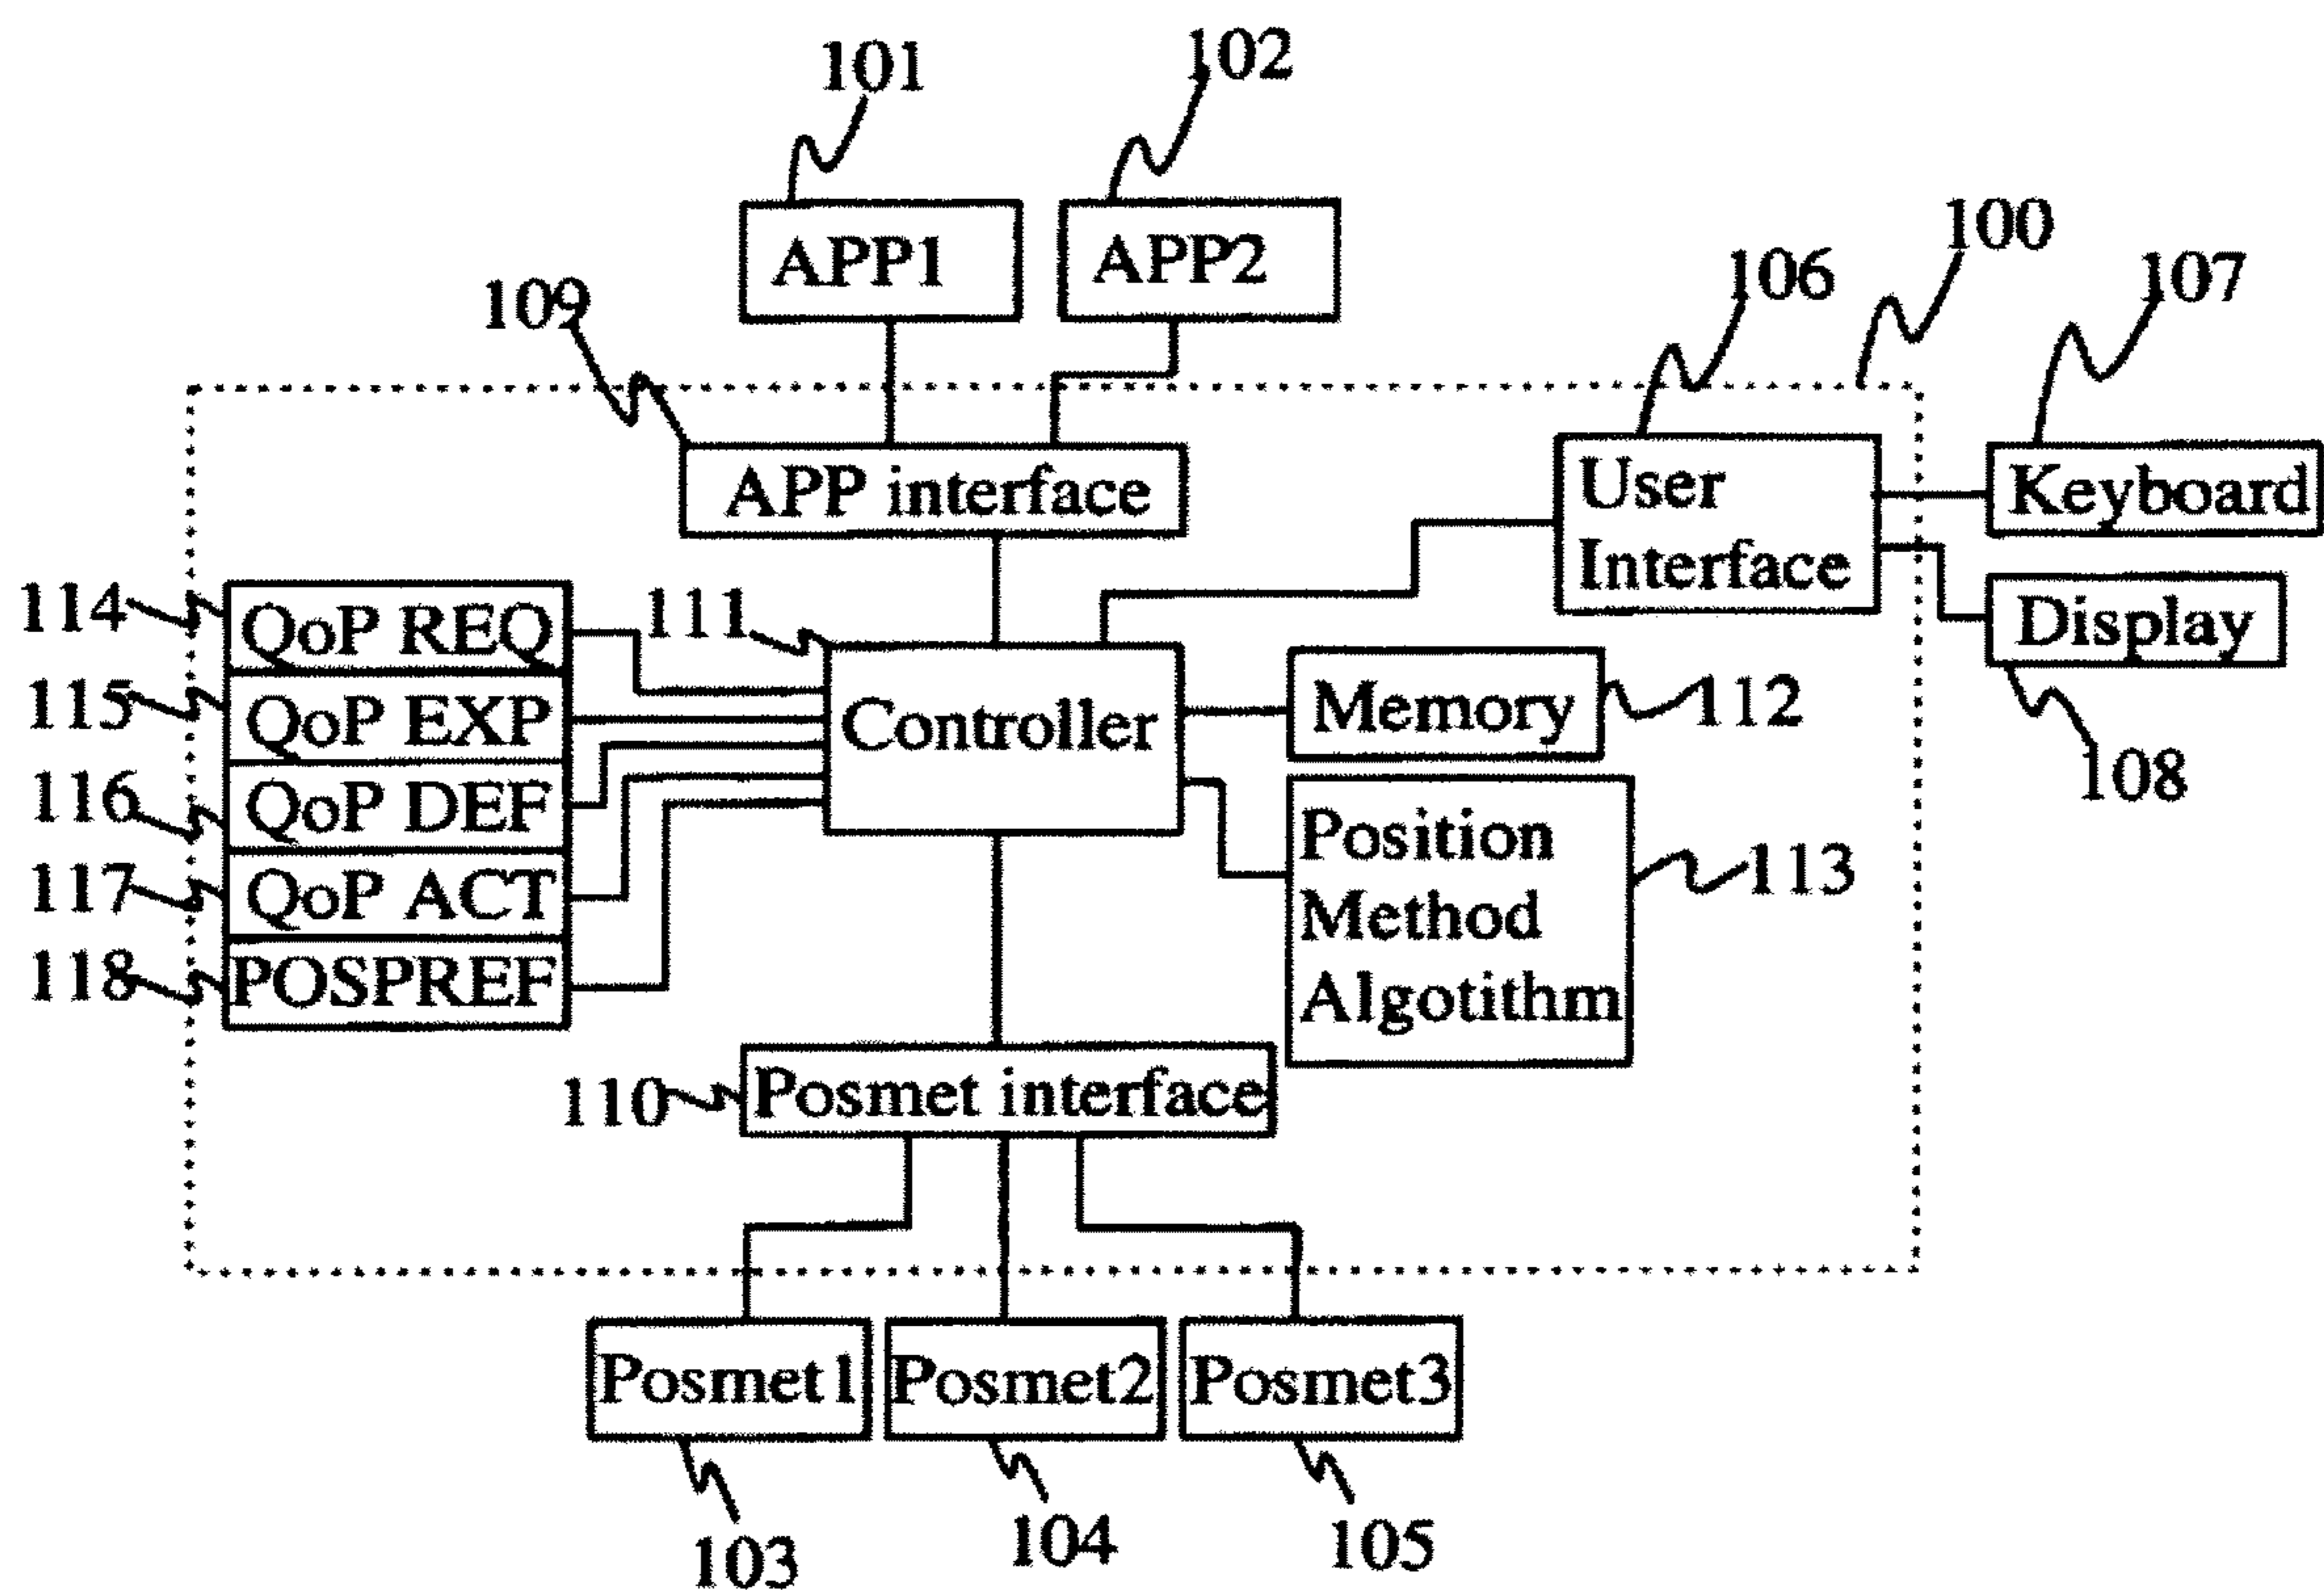 101
102
APP1
APP2
100
106
107
109
APP interface
User
Interface
Keyboard
Display
108
114
QoP REQ
115
QoP EXP
116
QoP DEF
117
QoP ACT
118
POSPREF
111
Controller
Memory
112
Position
Method
Algotithm
113
110
Posmet interface
Posmet1
Posmet2
Posmet3
103
104
105